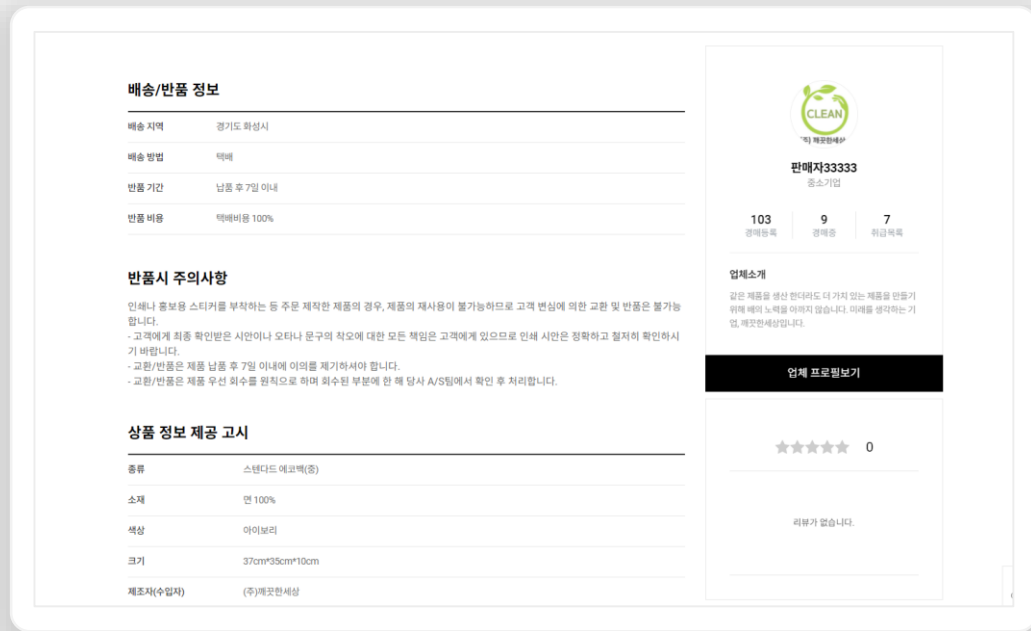 배송/반품 정보
배송 지역 경기도 화성시
배송 방법 택배
반품 기간 납품 후 7일 이내
반품 비용 택배비용 100%
반품시 주의사항
인쇄나 홍보용 스티커를 부착하는 등 주문 제작한 제품의 경우, 제품의 재사용이 불가능하므로 고객 변심에 의한 교환 및 반품은 불가능
합니다.
- 고객에게 최종 확인받은 시안이나 오타나 문구의 착오에 대한 모든 책임은 고객에게 있으므로 인쇄 시안은 정확하고 철저히 확인하시
기 바랍니다.
- 교환/반품은 제품 납품 후 7일 이내에 이의를 제기하셔야 합니다.
- 교환/반품은 제품 우선 회수를 원칙으로 하며 회수된 부분에 한 해 당사 A/S팀에서 확인 후 처리합니다.
상품 정보 제공 고시
종류 스텐다드 에코백(중)
소재 면 100%
색상 아이보리
크기 37cm*35cm*10cm
제조자(수입자) (주)깨끗한세상
CLEAN
(주) 깨끗한세상
판매자33333
중소기업
103 9 7
경매등록 경매중 취급목록
업체소개
같은 제품을 생산 한더라도 더 가치 있는 제품을 만들기
위해 배의 노력을 아끼지 않습니다. 미래를 생각하는 기
업, 깨끗한세상입니다.
업체 프로필보기
0
리뷰가 없습니다.